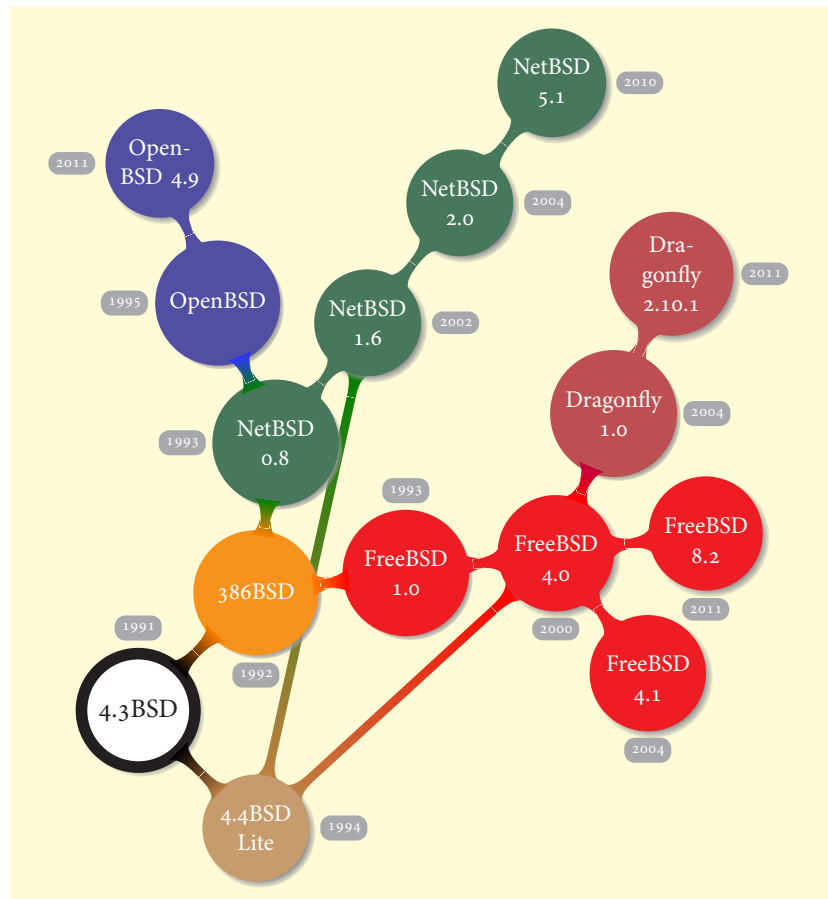 NetBSD
5.1
2010
Open-
BSD 4.9
2011
NetBSD
2.0
2004
Dra-
gonfly
2.10.1
2011
OpenBSD
1995
NetBSD
1.6
2002
Dragonfly
1.0
2004
NetBSD
0.8
1993
1993
FreeBSD
1.0
FreeBSD
4.0
2000
FreeBSD
8.2
2011
386BSD
1992
1991
4.3BSD
FreeBSD
4.1
2004
4.4BSD
Lite
1994